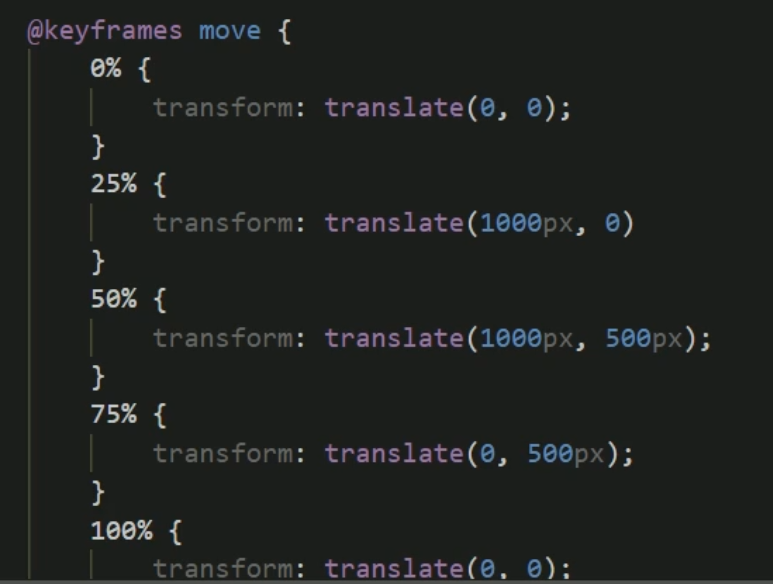 @keyframes move {
0% {
transform: translate(0, 0);
}
25% {
transform: translate(1000px, 0)
}
50% {
transform: translate(1000px, 500px);
}
75% {
transform: translate(0, 500px);
}
100% {
transform: translate(0, 0);